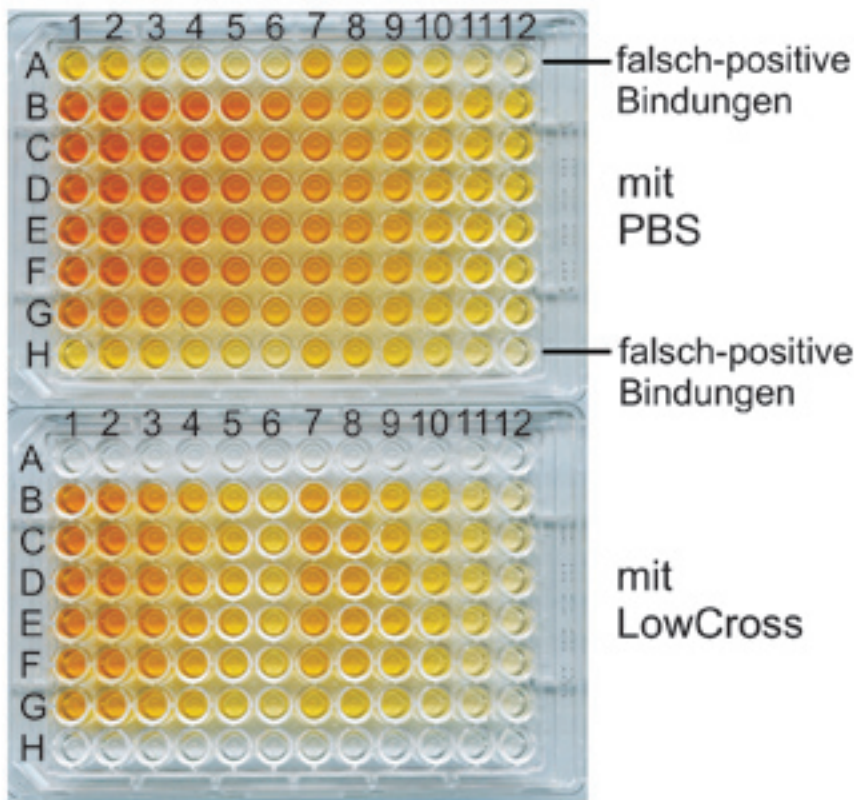 1 2 3 4 5 6 7 8 9 10 11 12
A
B
C
D
E
F
G
H
falsch-positive
Bindungen
mit
PBS
falsch-positive
Bindungen
1 2 3 4 5 6 7 8 9 10 11 12
A
B
C
D
E
F
G
H
mit
LowCross